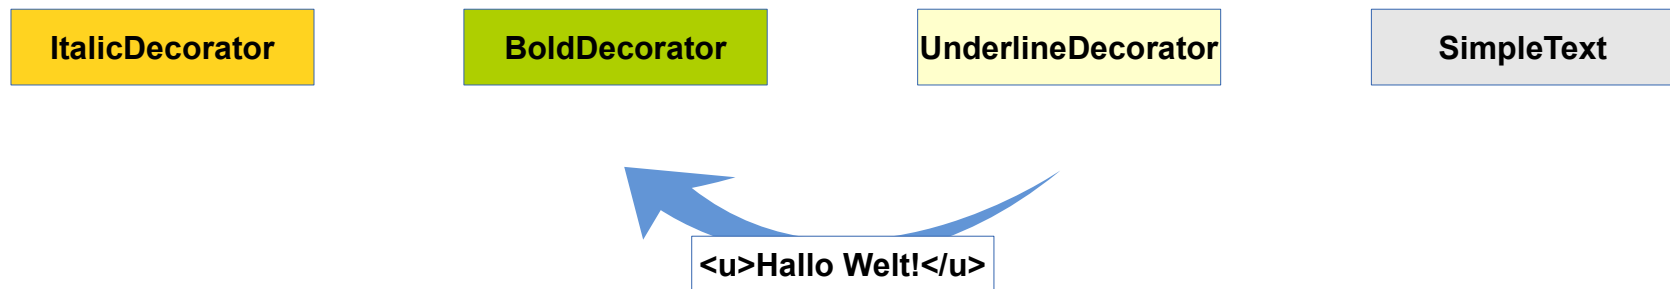 ItalicDecorator
BoldDecorator
UnderlineDecorator
SimpleText
<u>Hallo Welt!</u>